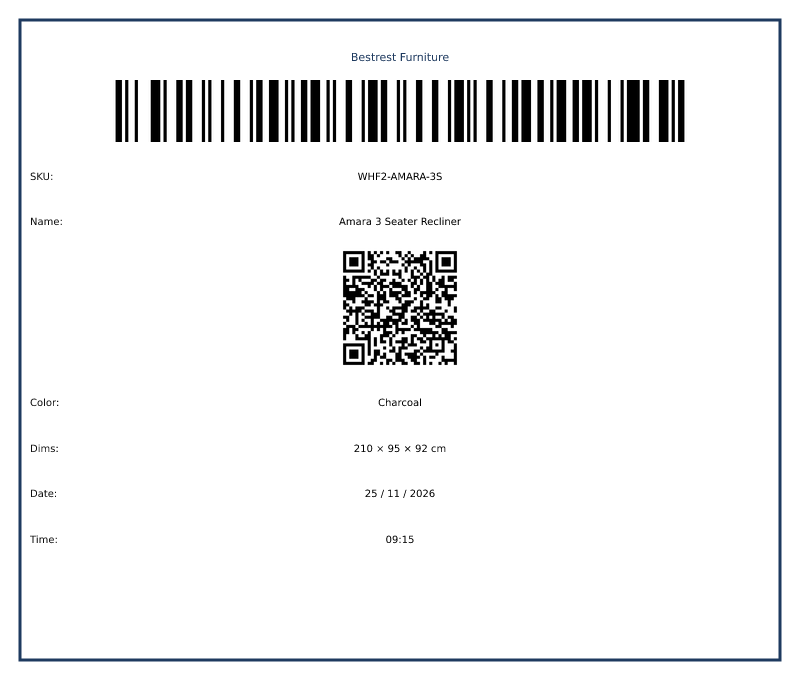 Bestrest Furniture
SKU: WHF2-AMARA-3S
Name: Amara 3 Seater Recliner
Color: Charcoal
Dims: 210 × 95 × 92 cm
Date: 25 / 11 / 2026
Time: 09:15